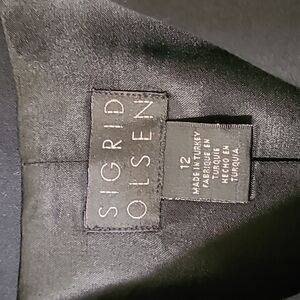 SIGRID
OLSEN
12
MADE IN TURKEY
FABRIQUE EN
TURQUIE
HECHO EN
TURQUIA.